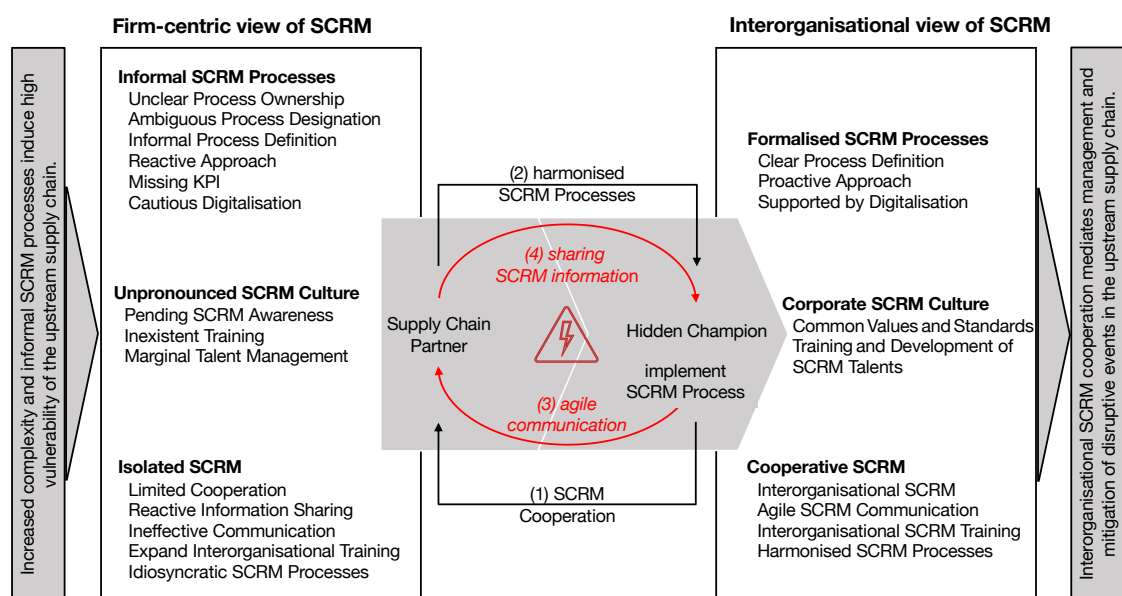 Firm-centric view of SCRM
Interorganisational view of SCRM
Increased complexity and informal SCRM processes induce high
vulnerability of the upstream supply chain.
Informal SCRM Processes
Unclear Process Ownership
Ambiguous Process Designation
Informal Process Definition
Reactive Approach
Missing KPI
Cautious Digitalisation
Unpronounced SCRM Culture
Pending SCRM Awareness
Inexistent Training
Marginal Talent Management
Isolated SCRM
Limited Cooperation
Reactive Information Sharing
Ineffective Communication
Expand Interorganisational Training
Idiosyncratic SCRM Processes
(2) harmonised
SCRM Processes
(4) sharing
SCRM information
Supply Chain
Partner
Hidden Champion
implement
SCRM Process
(3) agile
communication
(1) SCRM
Cooperation
Formalised SCRM Processes
Clear Process Definition
Proactive Approach
Supported by Digitalisation
Corporate SCRM Culture
Common Values and Standards
Training and Development of
SCRM Talents
Cooperative SCRM
Interorganisational SCRM
Agile SCRM Communication
Interorganisational SCRM Training
Harmonised SCRM Processes
Interorganisational SCRM cooperation mediates management and
mitigation of disruptive events in the upstream supply chain.